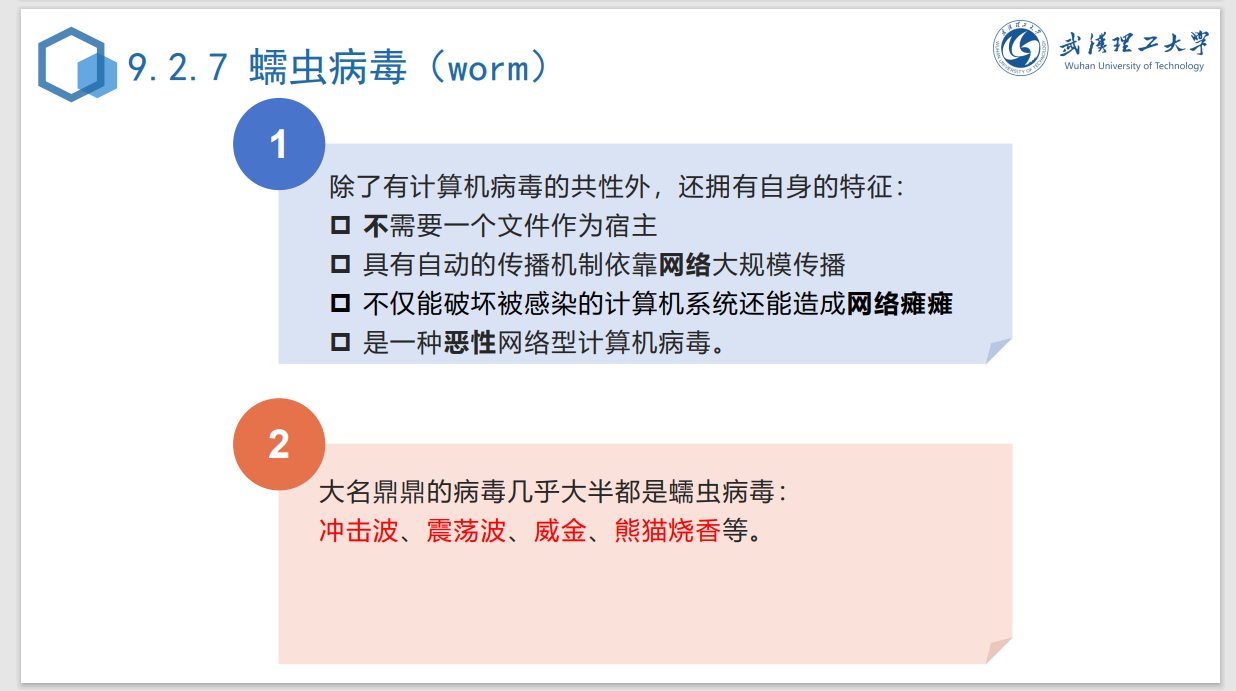 9.2.7 蠕虫病毒（worm）
武汉理工大学
Wuhan University of Technology
1
除了有计算机病毒的共性外，还拥有自身的特征：
不需要一个文件作为宿主
具有自动的传播机制依靠网络大规模传播
不仅能破坏被感染的计算机系统还能造成网络瘫痪
是一种恶性网络型计算机病毒。
2
大名鼎鼎的病毒几乎大半都是蠕虫病毒：
冲击波、震荡波、威金、熊猫烧香等。